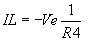 IL = -Ve 1/R4